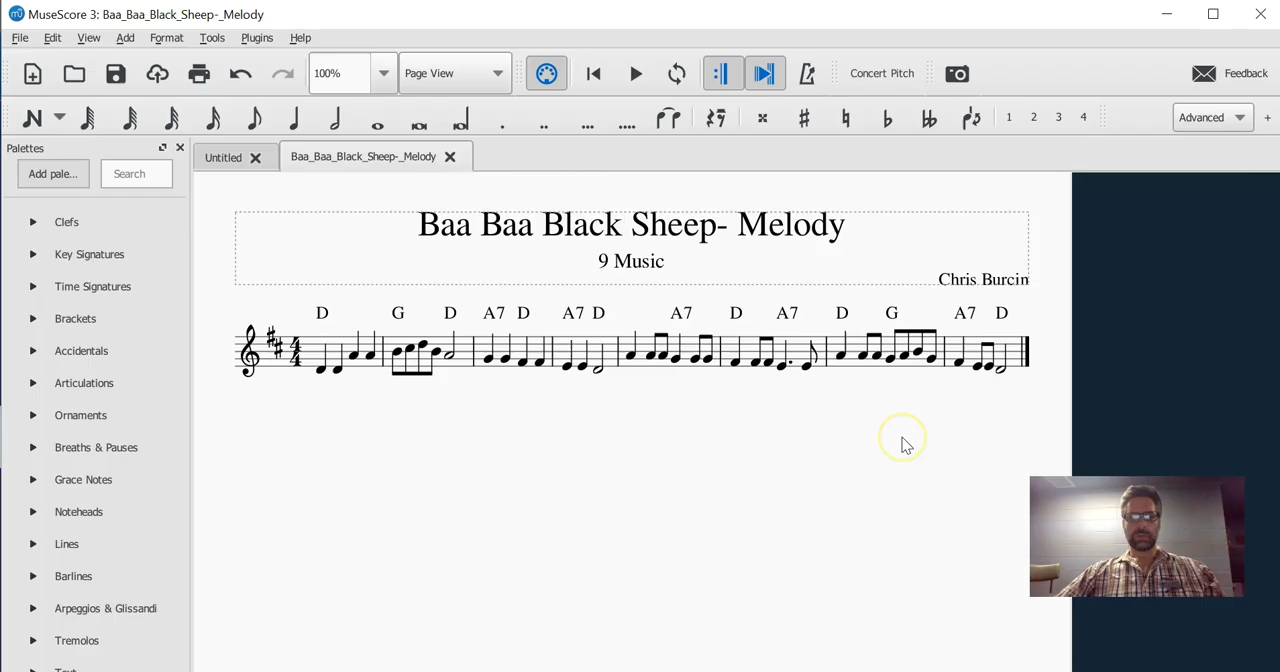 MuseScore 3: Baa_Baa_Black_Sheep-_Melody
File Edit View Add Format Tools Plugins Help
100% Page View Concert Pitch Feedback
1 2 3 4 Advanced +
Palettes
Untitled Baa_Baa_Black_Sheep-_Melody
Add pale... Search
Clefs
Key Signatures
Time Signatures
Brackets
Accidentals
Articulations
Ornaments
Breaths & Pauses
Grace Notes
Noteheads
Lines
Barlines
Arpeggios & Glissandi
Tremolos
Baa Baa Black Sheep- Melody
9 Music
Chris Burcin
D G D A7 D A7 D A7 D A7 D G A7 D
4
4